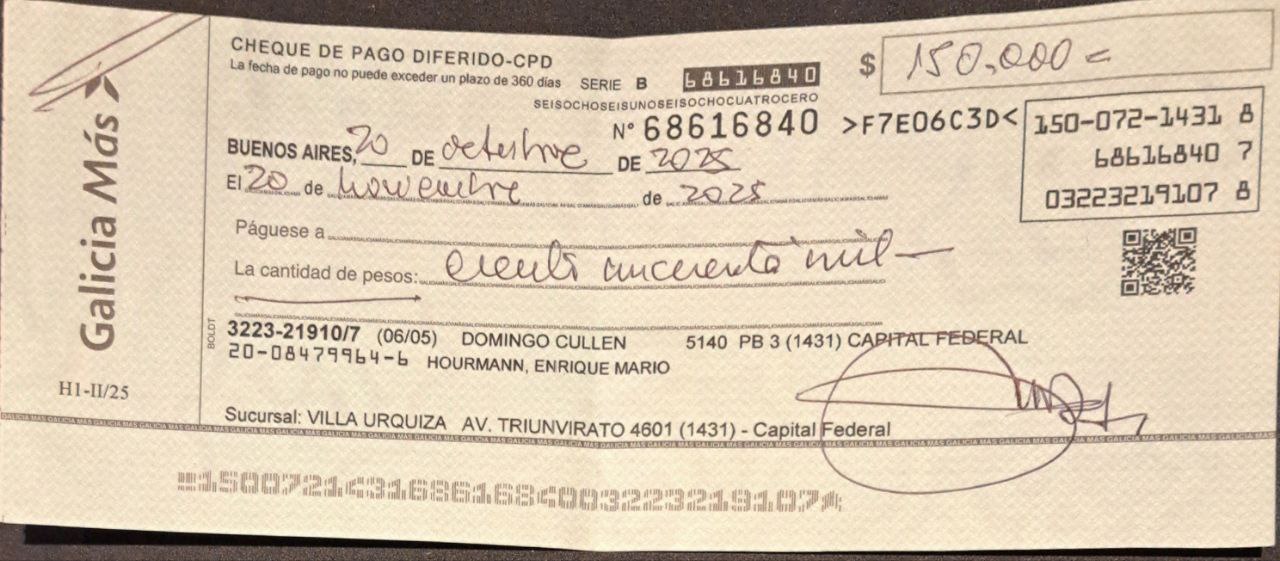 Galicia Más
H1-II/25
CHEQUE DE PAGO DIFERIDO-CPD
La fecha de pago no puede exceder un plazo de 360 días SERIE B 68616840
SEISOCHOSEISUNOSEISOCHOCUATROCERO
$ 150.000=
N° 68616840 >F7E06C3D<
150-072-1431 8
68616840 7
03223219107 8
BUENOS AIRES, 20 DE octubre DE 2025
El 20 de noviembre de 2025
Páguese a
La cantidad de pesos: ciento cincuenta mil
BOLDT
3223-21910/7 (06/05) DOMINGO CULLEN 5140 PB 3 (1431) CAPITAL FEDERAL
20-08479964-6 HOURMANN, ENRIQUE MARIO
Sucursal: VILLA URQUIZA AV. TRIUNVIRATO 4601 (1431) - Capital Federal
15007214316861684003223219107